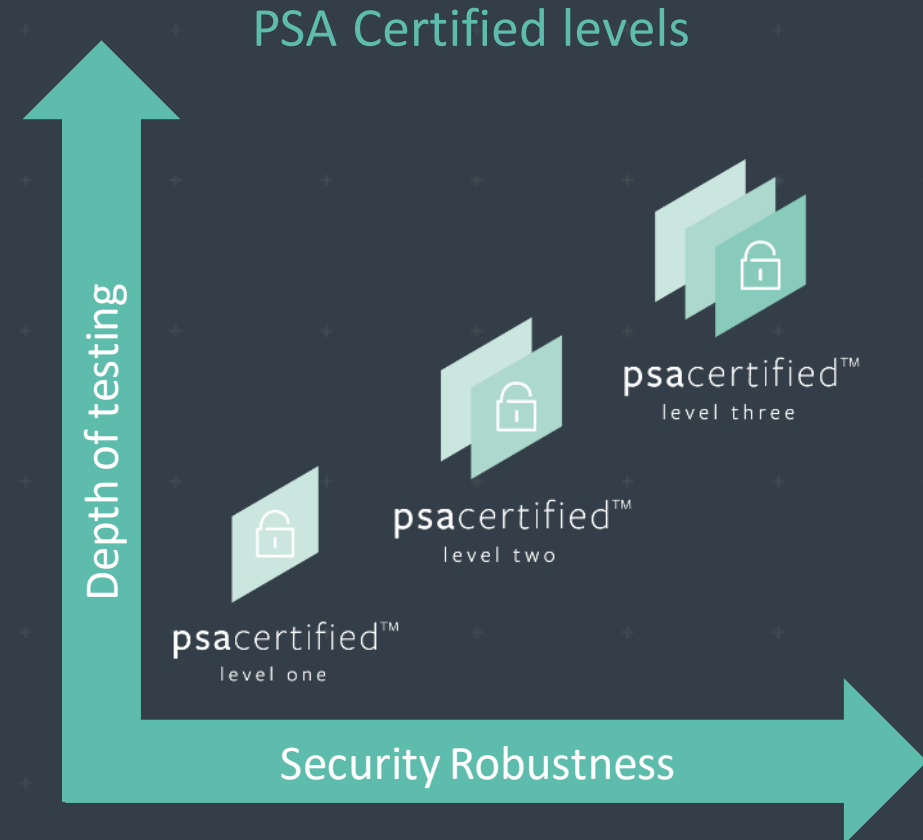 PSA Certified levels
Depth of testing
psacertified™
level three
psacertified™
level two
psacertified™
level one
Security Robustness